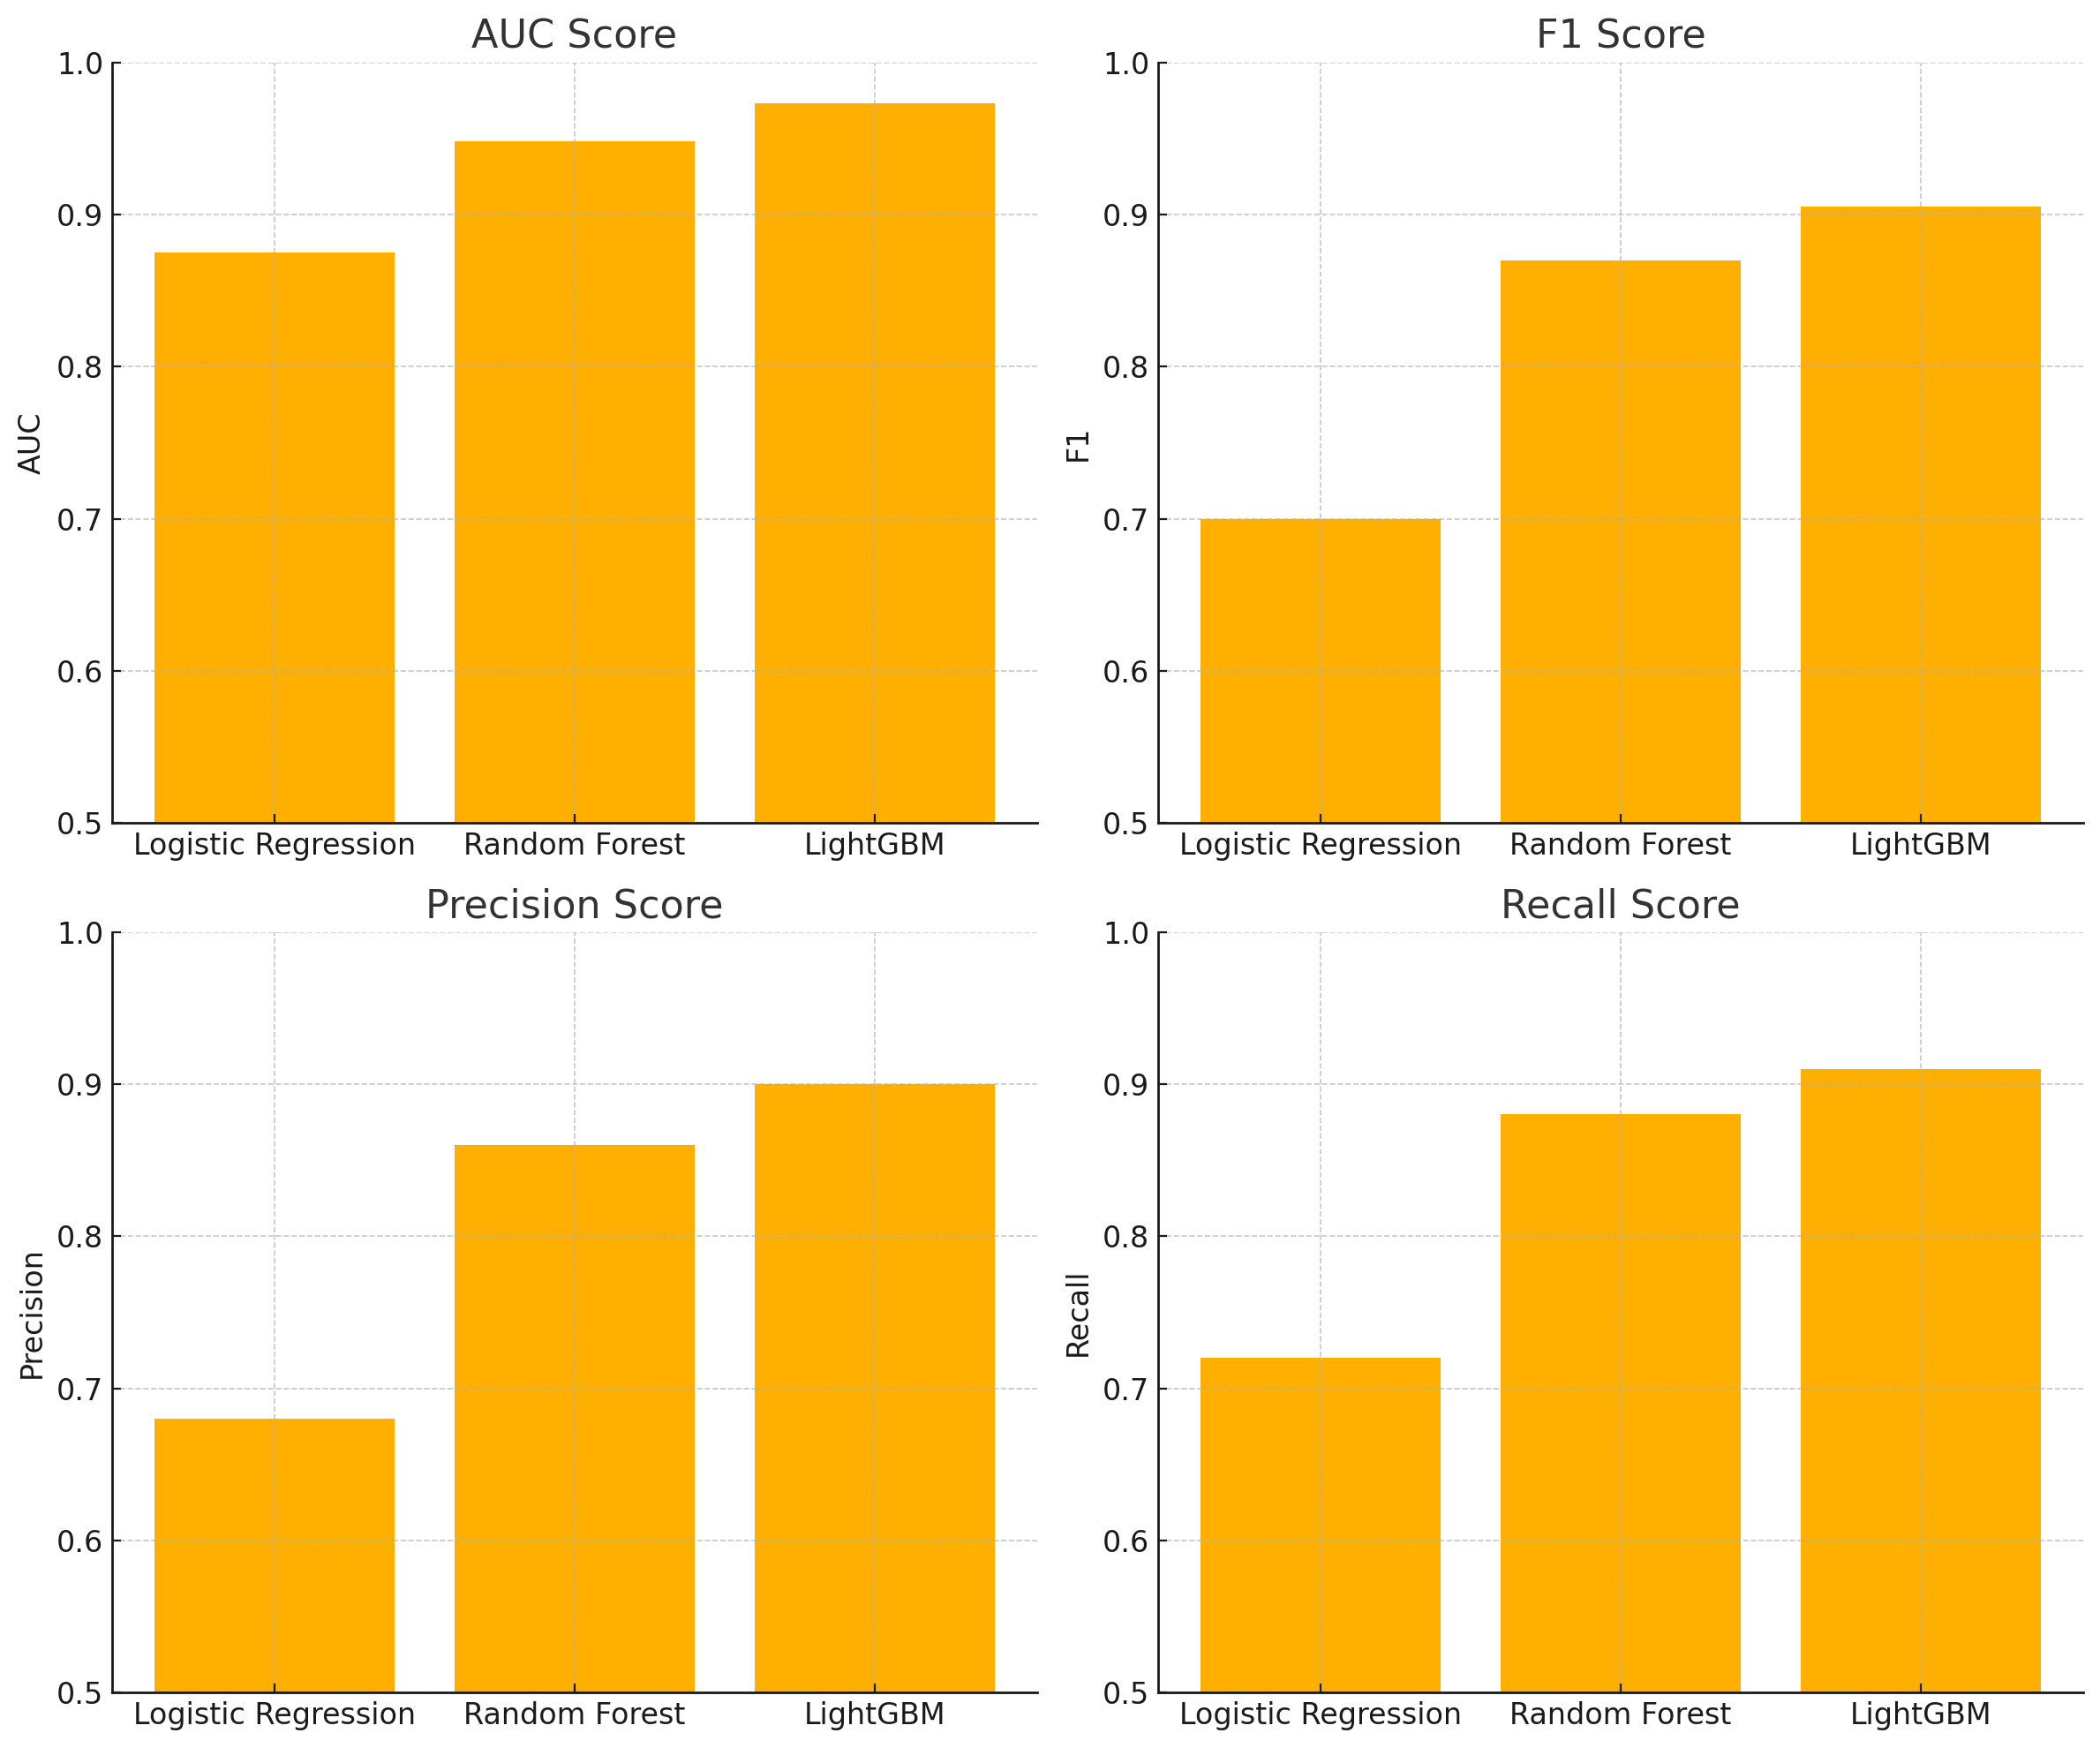 AUC Score
1.0
0.9
0.8
0.7
0.6
0.5
AUC
Logistic Regression
Random Forest
LightGBM
F1 Score
1.0
0.9
0.8
0.7
0.6
0.5
F1
Logistic Regression
Random Forest
LightGBM
Precision Score
1.0
0.9
0.8
0.7
0.6
0.5
Precision
Logistic Regression
Random Forest
LightGBM
Recall Score
1.0
0.9
0.8
0.7
0.6
0.5
Recall
Logistic Regression
Random Forest
LightGBM